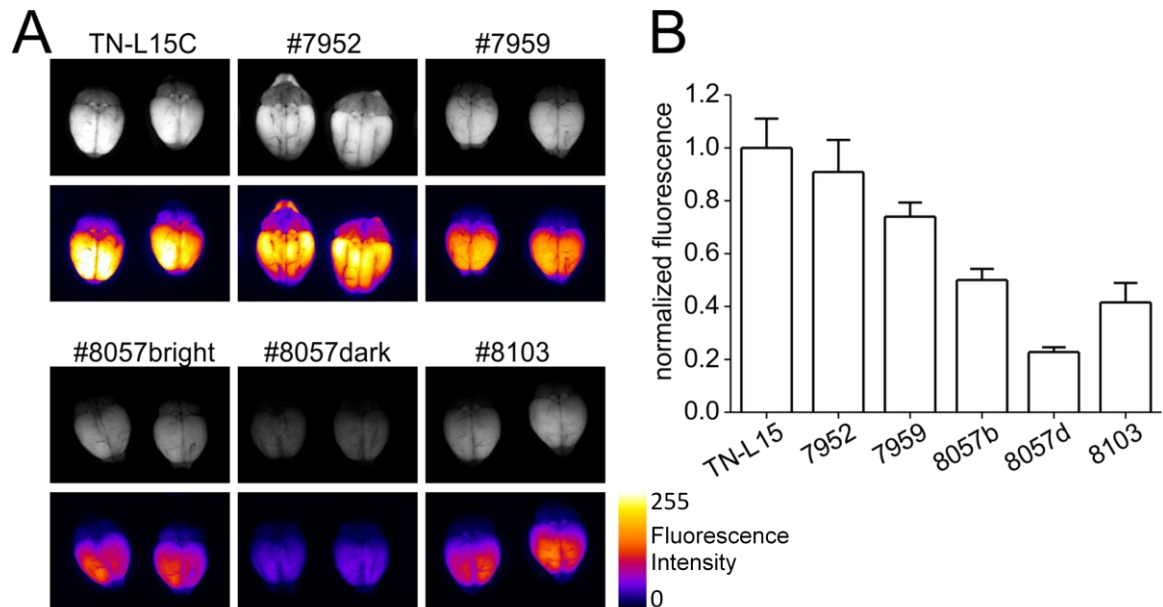 A
TN-L15C #7952 #7959
#8057bright #8057dark #8103
255
Fluorescence
Intensity
0
B
normalized fluorescence
1.2
1.0
0.8
0.6
0.4
0.2
0.0
TN-L15 7952 7959 8057b 8057d 8103